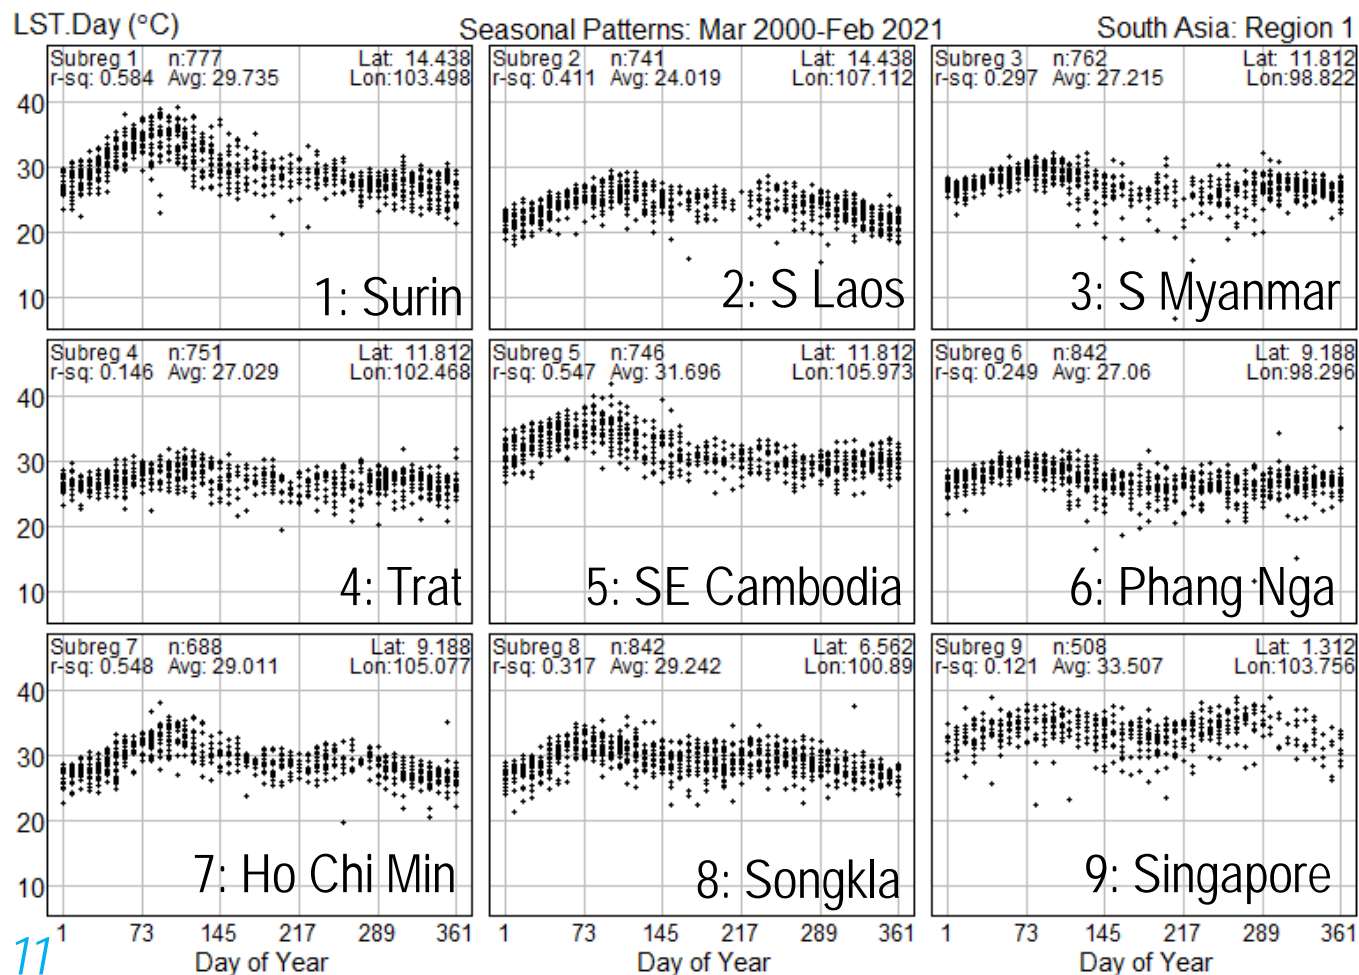 LST.Day (°C) Seasonal Patterns: Mar 2000-Feb 2021 South Asia: Region 1
Subreg 1 n:777 Lat: 14.438
r-sq: 0.584 Avg: 29.735 Lon:103.498
Subreg 2 n:741 Lat: 14.438
r-sq: 0.411 Avg: 24.019 Lon:107.112
Subreg 3 n:762 Lat: 11.812
r-sq: 0.297 Avg: 27.215 Lon:98.822
40
30
20
10
1: Surin
2: S Laos
3: S Myanmar
Subreg 4 n:751 Lat: 11.812
r-sq: 0.146 Avg: 27.029 Lon:102.468
Subreg 5 n:746 Lat: 11.812
r-sq: 0.547 Avg: 31.696 Lon:105.973
Subreg 6 n:842 Lat: 9.188
r-sq: 0.249 Avg: 27.06 Lon:98.296
40
30
20
10
4: Trat
5: SE Cambodia
6: Phang Nga
Subreg 7 n:688 Lat: 9.188
r-sq: 0.548 Avg: 29.011 Lon:105.077
Subreg 8 n:842 Lat: 6.562
r-sq: 0.317 Avg: 29.242 Lon:100.89
Subreg 9 n:508 Lat: 1.312
r-sq: 0.121 Avg: 33.507 Lon:103.756
40
30
20
10
7: Ho Chi Min
8: Songkla
9: Singapore
1 73 145 217 289 361
1 73 145 217 289 361
1 73 145 217 289 361
11
Day of Year
Day of Year
Day of Year